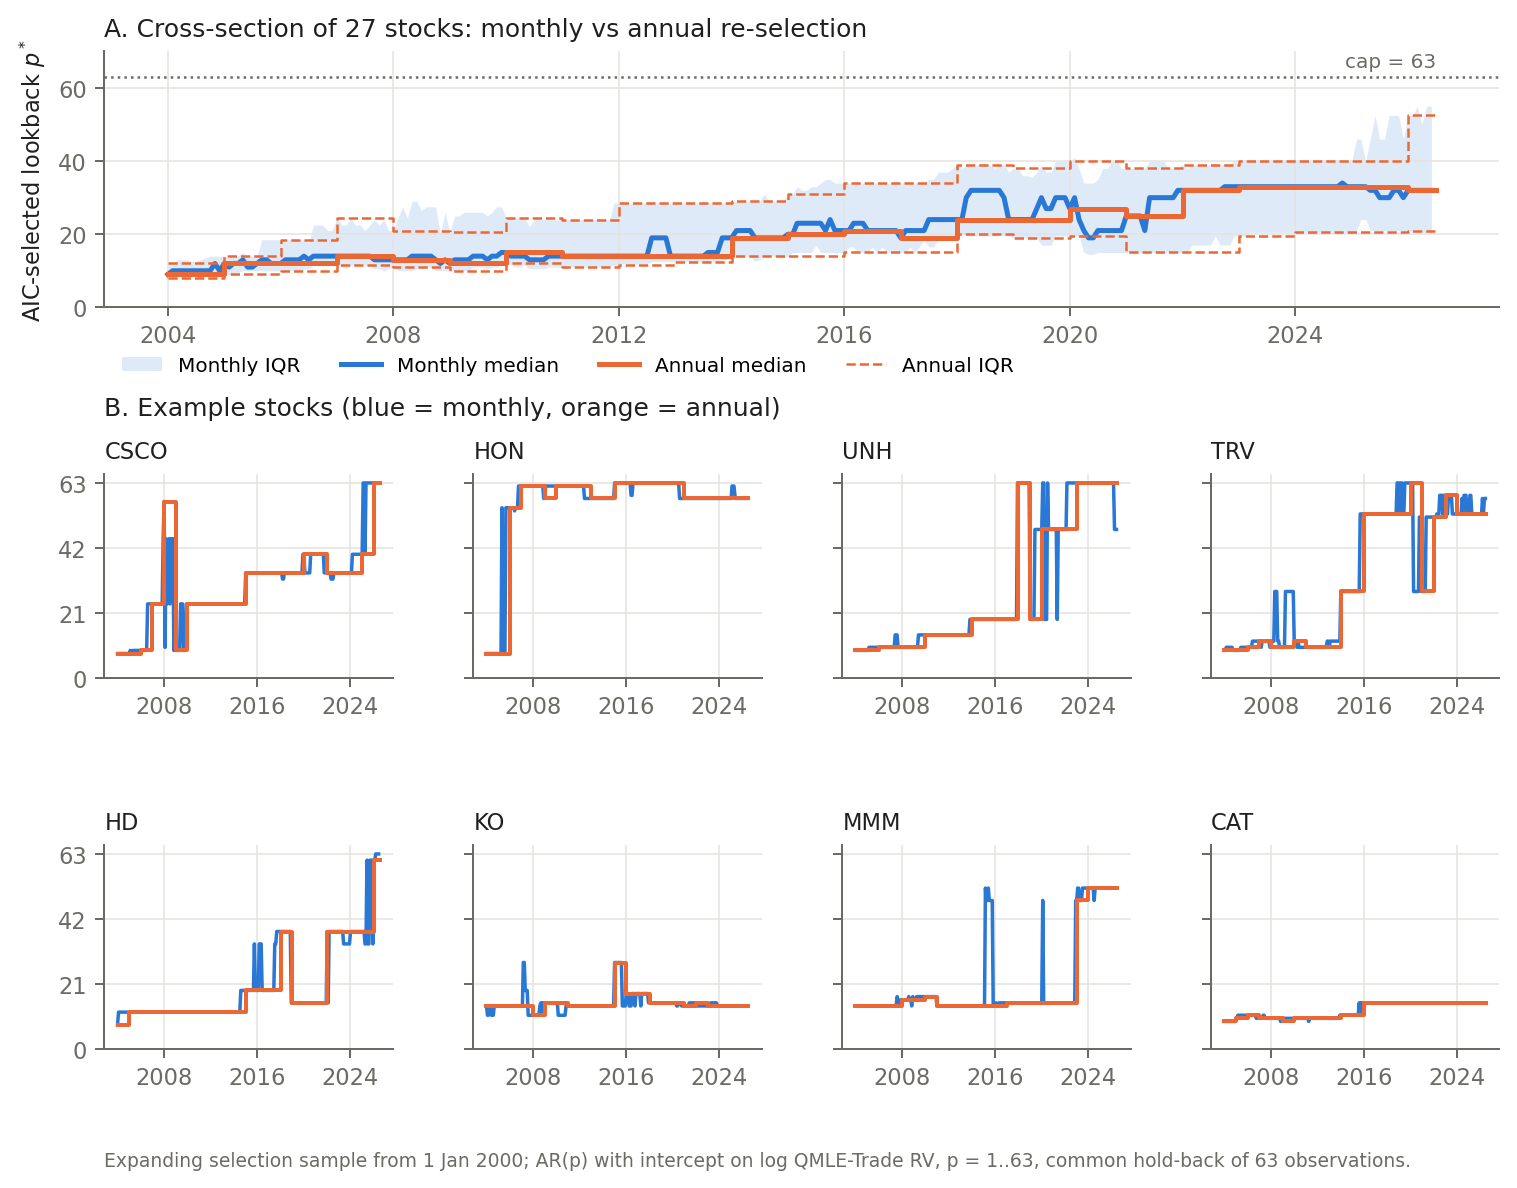 A. Cross-section of 27 stocks: monthly vs annual re-selection
AIC-selected lookback p*
cap = 63
60
40
20
0
2004 2008 2012 2016 2020 2024
Monthly IQR Monthly median Annual median Annual IQR
B. Example stocks (blue = monthly, orange = annual)
CSCO HON UNH TRV
63
42
21
0
2008 2016 2024 2008 2016 2024 2008 2016 2024 2008 2016 2024
HD KO MMM CAT
63
42
21
0
2008 2016 2024 2008 2016 2024 2008 2016 2024 2008 2016 2024
Expanding selection sample from 1 Jan 2000; AR(p) with intercept on log QMLE-Trade RV, p = 1..63, common hold-back of 63 observations.